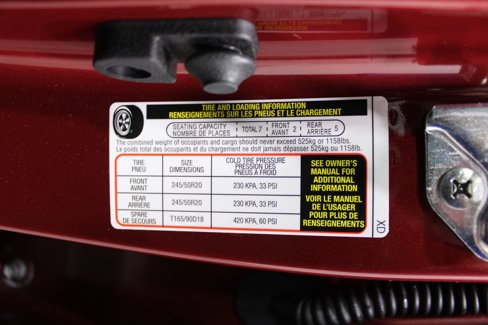 TIRE AND LOADING INFORMATION
RENSEIGNEMENTS SUR LES PNEUS ET LE CHARGEMENT
SEATING CAPACITY
NOMBRE DE PLACES
TOTAL 7
FRONT
AVANT 2
REAR
ARRIÈRE 5
The combined weight of occupants and cargo should never exceed 525kg or 1158lb.
Le poids total des occupants et du chargement ne doit jamais dépasser 525kg ou 1158lb.
TIRE
PNEU
SIZE
DIMENSIONS
COLD TIRE PRESSURE
PRESSION DES
PNEUS A FROID
FRONT
AVANT
245/50R20
230 KPA, 33 PSI
REAR
ARRIÈRE
245/50R20
230 KPA, 33 PSI
SPARE
DE SECOURS
T165/90D18
420 KPA, 60 PSI
SEE OWNER'S
MANUAL FOR
ADDITIONAL
INFORMATION
VOIR LE MANUEL
DE L'USAGER
POUR PLUS DE
RENSEIGNEMENTS
XD